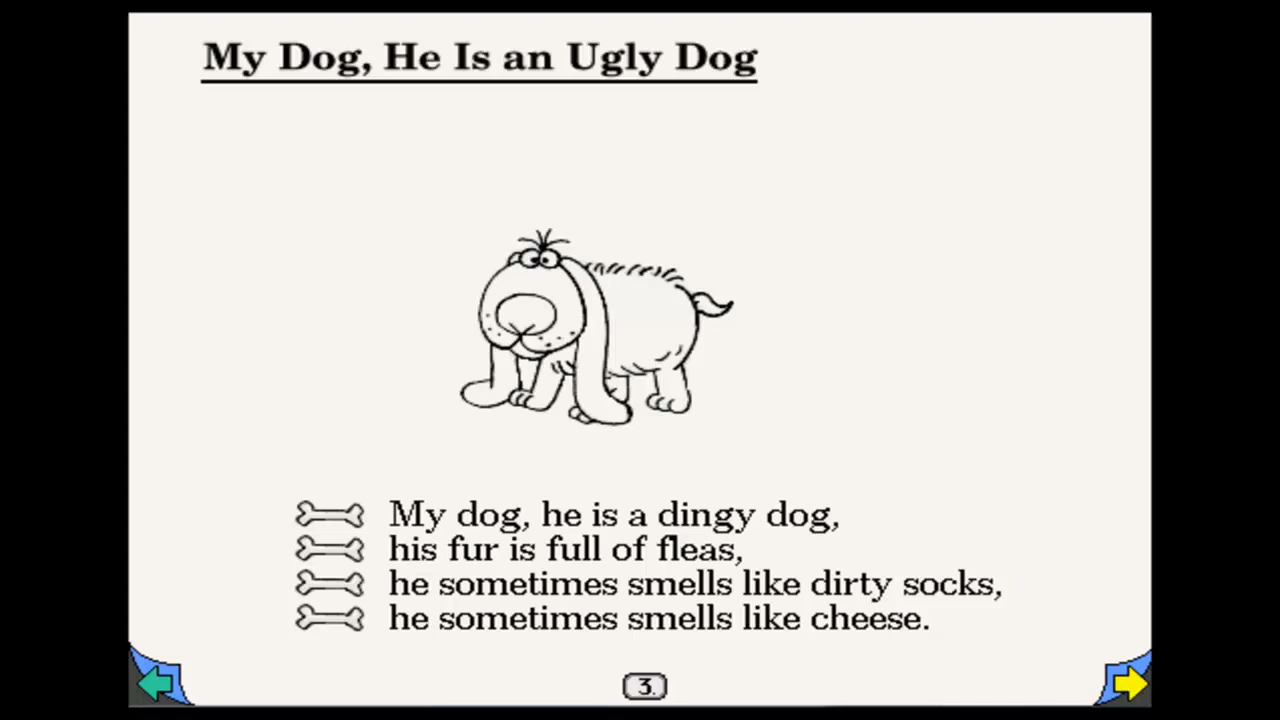 My Dog, He Is an Ugly Dog
My dog, he is a dingy dog,
his fur is full of fleas,
he sometimes smells like dirty socks,
he sometimes smells like cheese.
3.